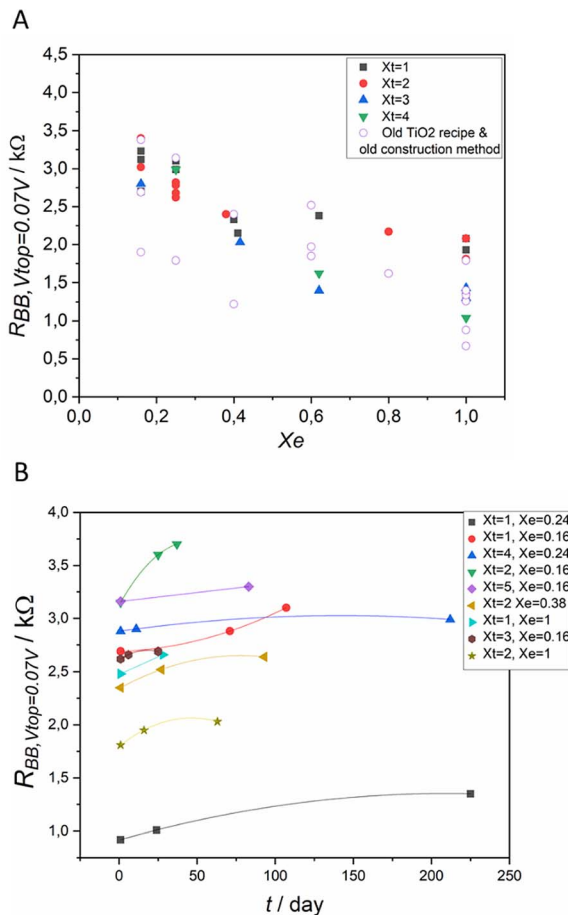 A
4,5
4,0
3,5
3,0
2,5
2,0
1,5
1,0
0,5
0,0
R_BB,Vtop=0.07V / kΩ
Xt=1
Xt=2
Xt=3
Xt=4
Old TiO2 recipe &
old construction method
0,0 0,2 0,4 0,6 0,8 1,0
Xe
B
4,0
3,5
3,0
2,5
2,0
1,5
1,0
R_BB,Vtop=0.07V / kΩ
Xt=1, Xe=0.24
Xt=1, Xe=0.16
Xt=4, Xe=0.24
Xt=2, Xe=0.16
Xt=5, Xe=0.16
Xt=2 Xe=0.38
Xt=1, Xe=1
Xt=3, Xe=0.16
Xt=2, Xe=1
0 50 100 150 200 250
t / day